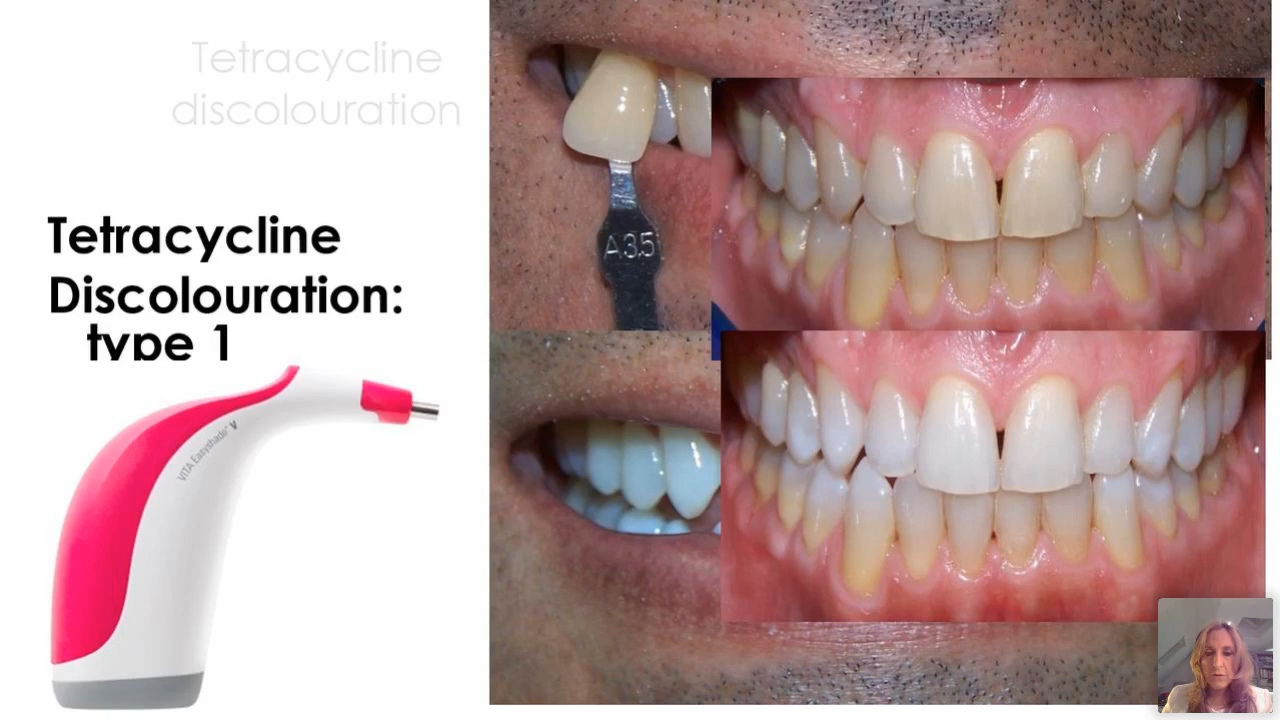 Tetracycline
discolouration
Tetracycline
Discolouration:
type 1
VITA Easyshade® V
A3.5